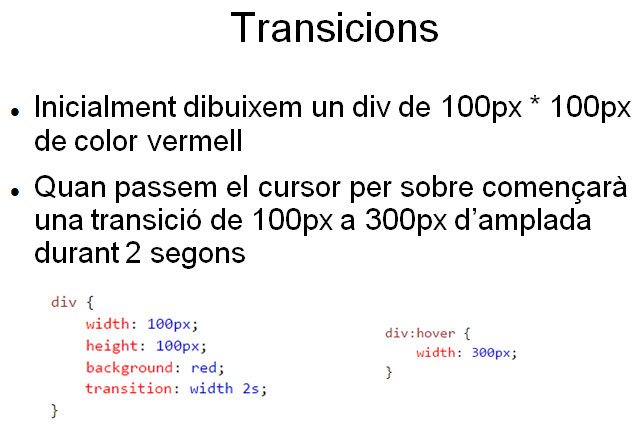 Transicions
Inicialment dibuixem un div de 100px * 100px
de color vermell
Quan passem el cursor per sobre començarà
una transició de 100px a 300px d’amplada
durant 2 segons
div {
    width: 100px;
    height: 100px;
    background: red;
    transition: width 2s;
}
div:hover {
    width: 300px;
}